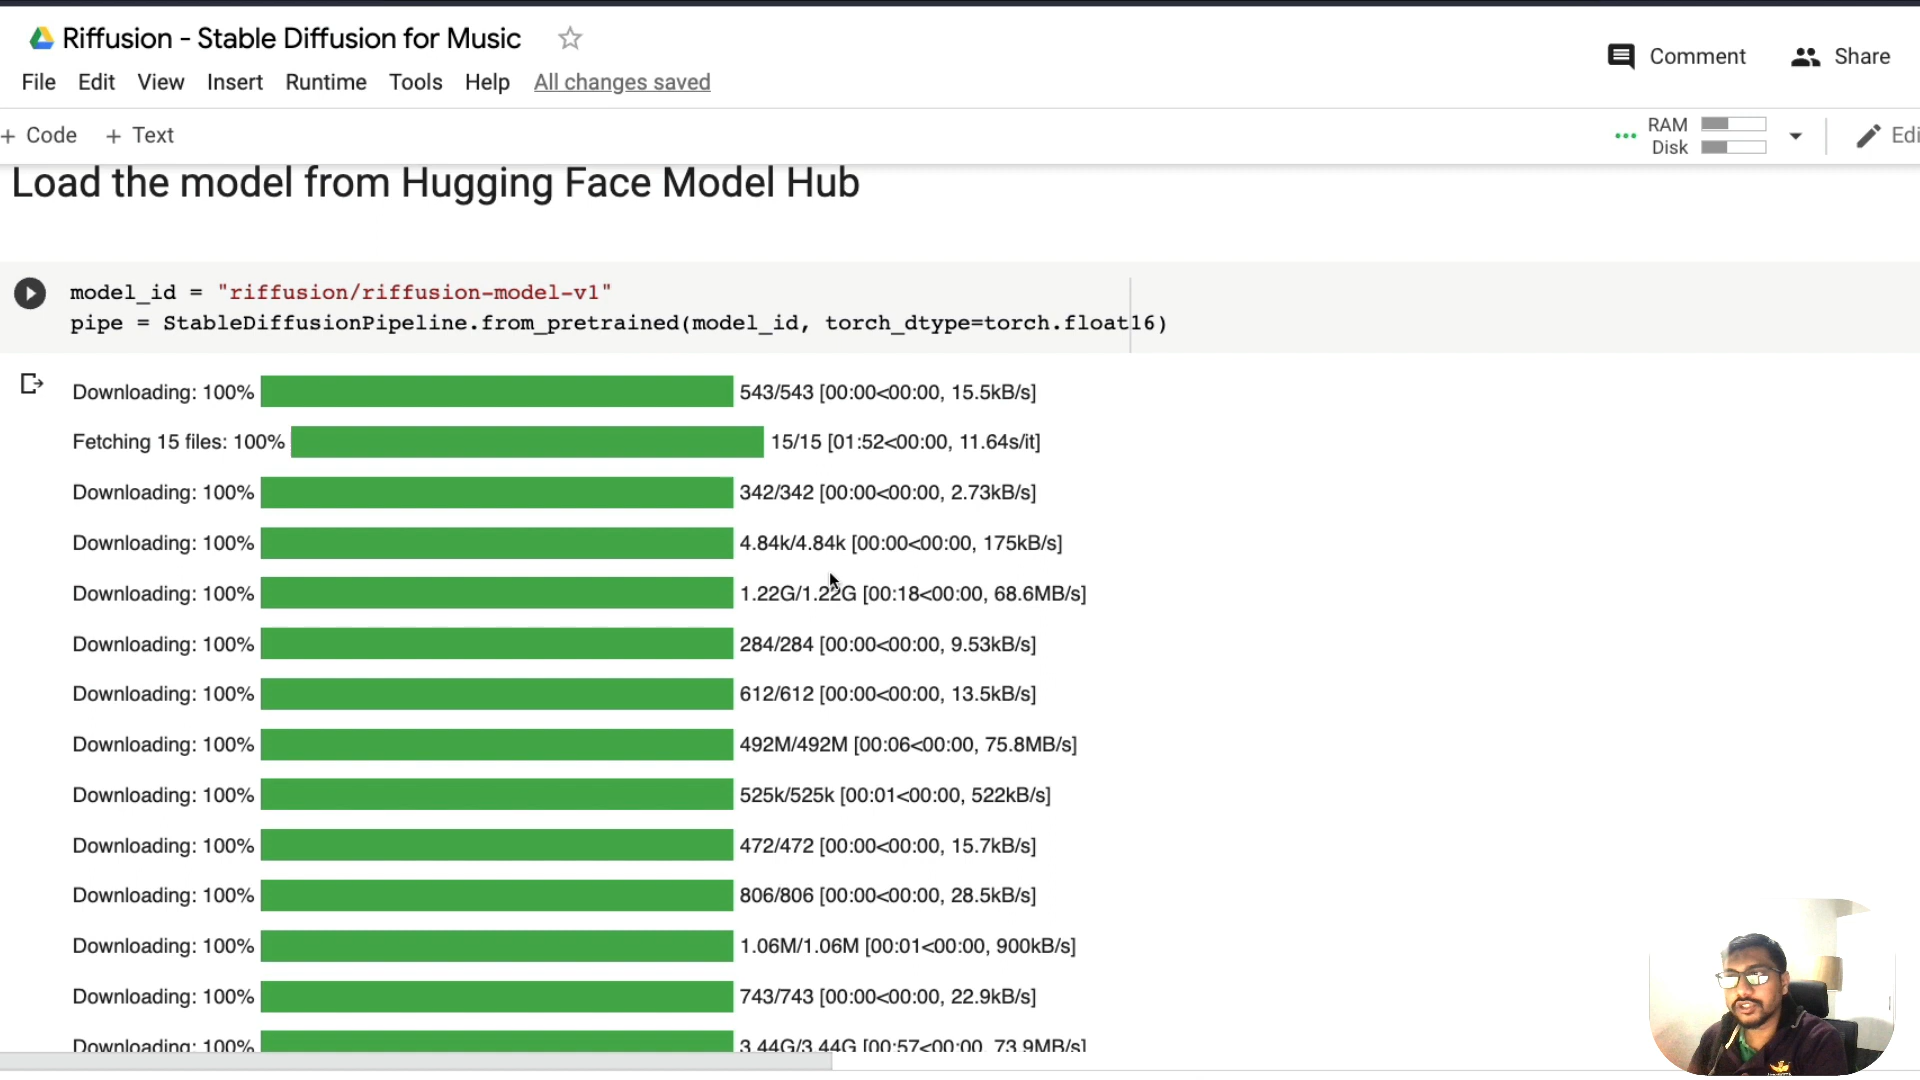 Riffusion - Stable Diffusion for Music
Comment
Share
File Edit View Insert Runtime Tools Help All changes saved
+ Code + Text
RAM
Disk
Edi
Load the model from Hugging Face Model Hub
model_id = "riffusion/riffusion-model-v1"
pipe = StableDiffusionPipeline.from_pretrained(model_id, torch_dtype=torch.float16)
Downloading: 100% 543/543 [00:00<00:00, 15.5kB/s]
Fetching 15 files: 100% 15/15 [01:52<00:00, 11.64s/it]
Downloading: 100% 342/342 [00:00<00:00, 2.73kB/s]
Downloading: 100% 4.84k/4.84k [00:00<00:00, 175kB/s]
Downloading: 100% 1.22G/1.22G [00:18<00:00, 68.6MB/s]
Downloading: 100% 284/284 [00:00<00:00, 9.53kB/s]
Downloading: 100% 612/612 [00:00<00:00, 13.5kB/s]
Downloading: 100% 492M/492M [00:06<00:00, 75.8MB/s]
Downloading: 100% 525k/525k [00:01<00:00, 522kB/s]
Downloading: 100% 472/472 [00:00<00:00, 15.7kB/s]
Downloading: 100% 806/806 [00:00<00:00, 28.5kB/s]
Downloading: 100% 1.06M/1.06M [00:01<00:00, 900kB/s]
Downloading: 100% 743/743 [00:00<00:00, 22.9kB/s]
Downloading: 100% 3.44G/3.44G [00:57<00:00, 73.9MB/s]